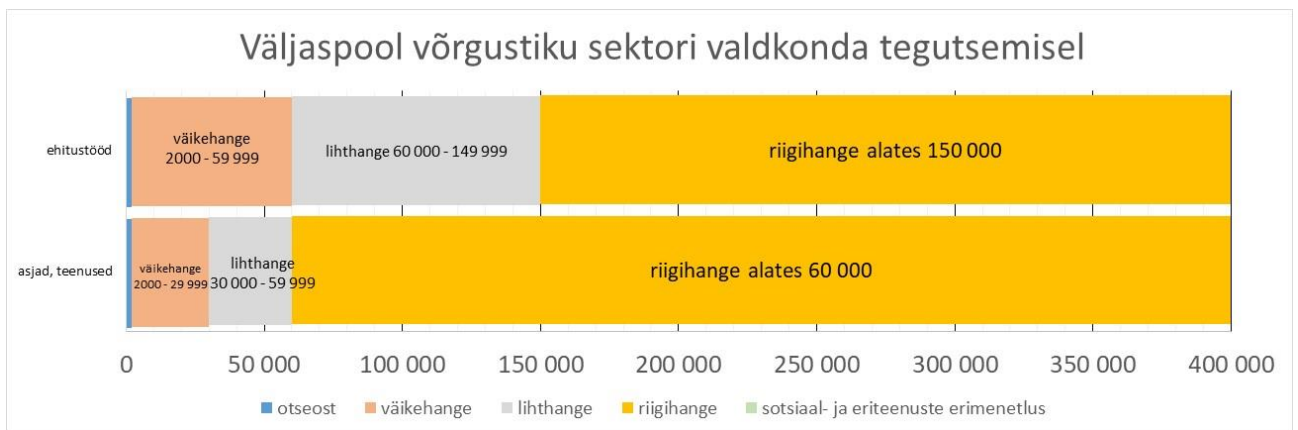 Väljaspool võrgustiku sektori valdkonda tegutsemisel
ehitustööd
väikehange
2000 - 59 999
lihthange 60 000 - 149 999
riigihange alates 150 000
asjad, teenused
väikehange
2000 - 29 999
lihthange
30 000 - 59 999
riigihange alates 60 000
0 50 000 100 000 150 000 200 000 250 000 300 000 350 000 400 000
otseost väikehange lihthange riigihange sotsiaal- ja eriteenuste erimenetlus